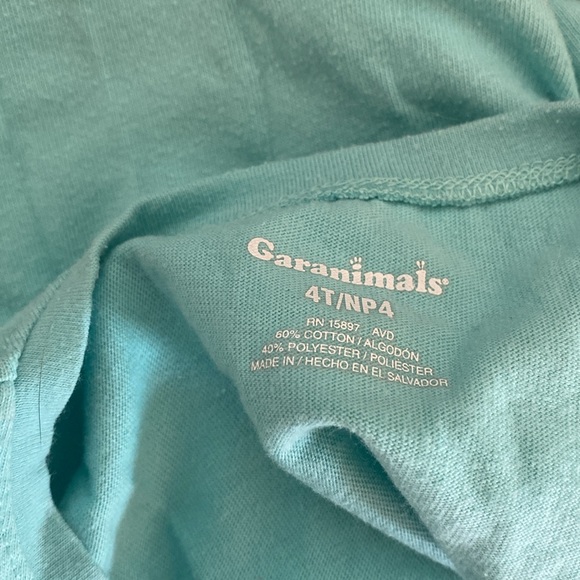 Garanimals®
4T/NP4
RN 15897 AVD
60% COTTON / ALGODÓN
40% POLYESTER / POLIÉSTER
MADE IN / HECHO EN EL SALVADOR